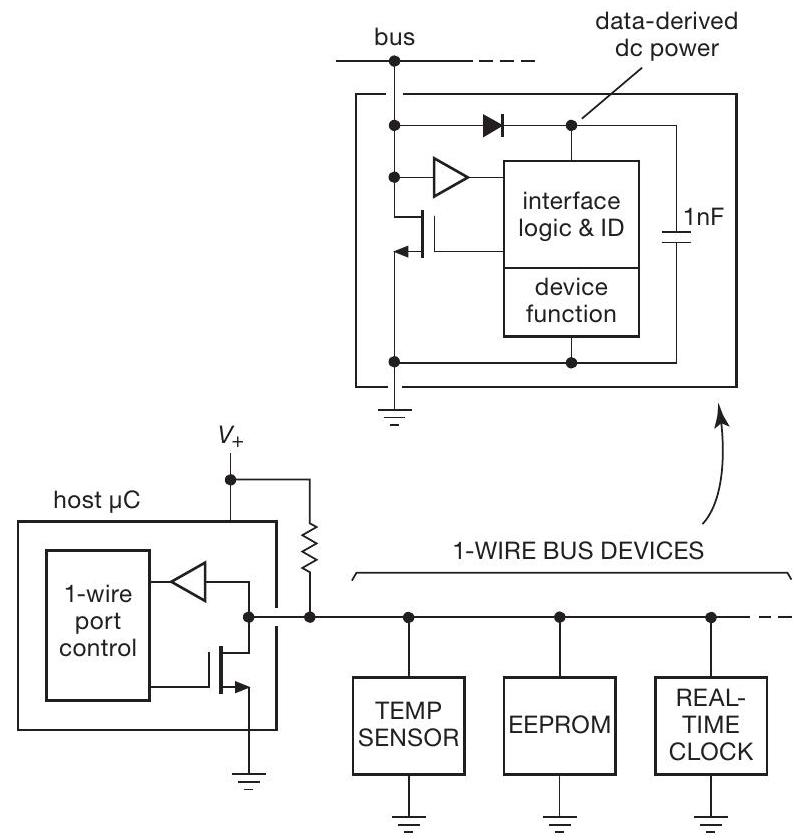 bus
data-derived
dc power
interface
logic & ID
1nF
device
function
V+
host µC
1-WIRE BUS DEVICES
1-wire
port
control
TEMP
SENSOR
EEPROM
REAL-
TIME
CLOCK